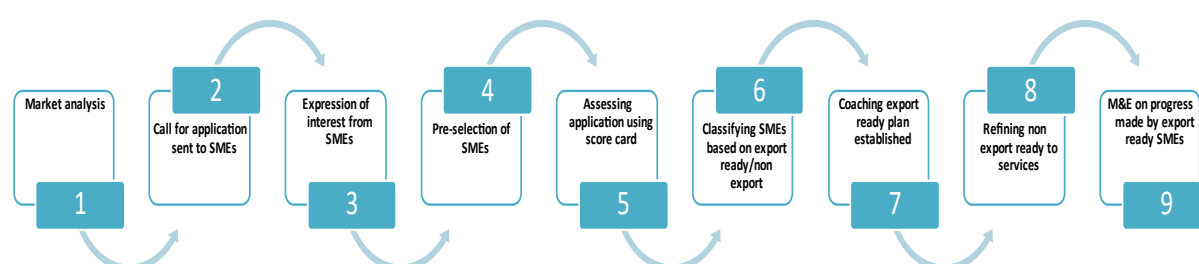 Market analysis
1
2
Call for application
sent to SMEs
Expression of
interest from
SMEs
3
4
Pre-selection of
SMEs
Assessing
application using
score card
5
6
Classifying SMEs
based on export
ready/non
export
Coaching export
ready plan
established
7
8
Refining non
export ready to
services
M&E on progress
made by export
ready SMEs
9